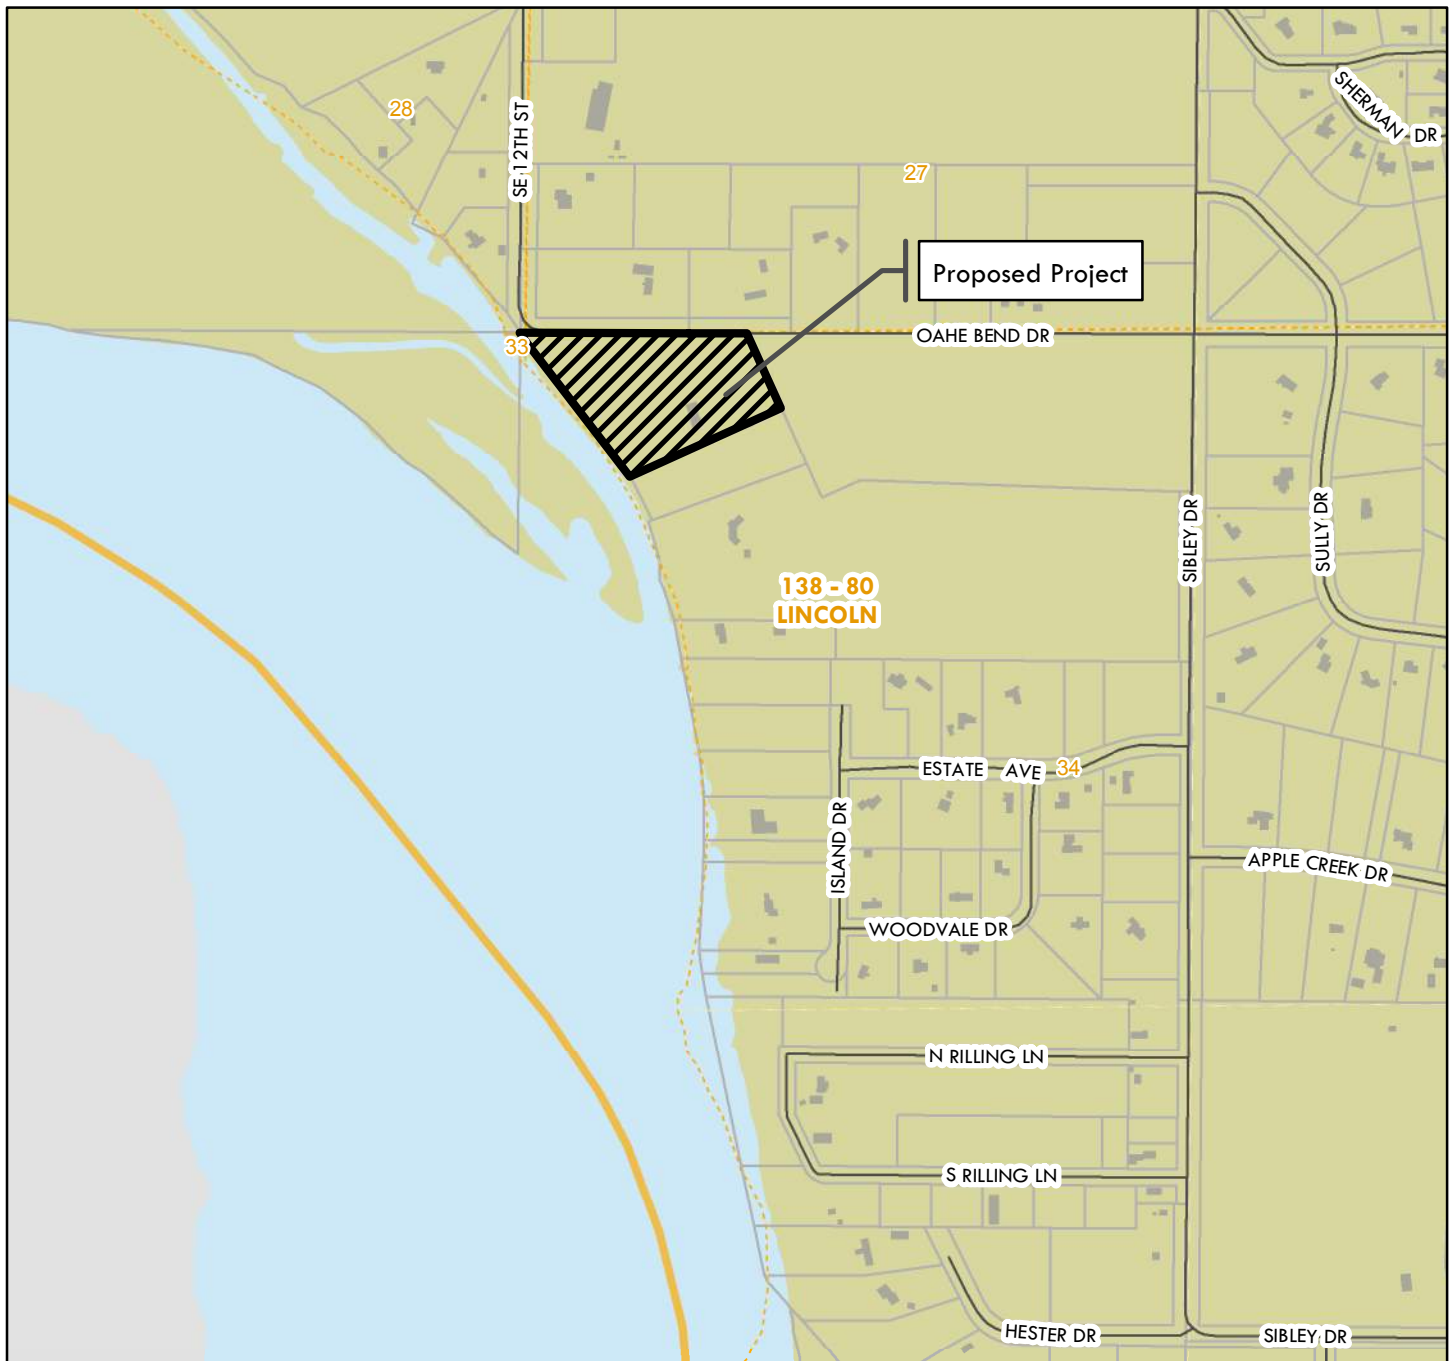 SHERMAN DR
28
SE 12TH ST
27
Proposed Project
OAHE BEND DR
33
SIBLEY DR
SULLY DR
138 - 80
LINCOLN
ESTATE AVE
34
ISLAND DR
APPLE CREEK DR
WOODVALE DR
N RILLING LN
S RILLING LN
HESTER DR
SIBLEY DR